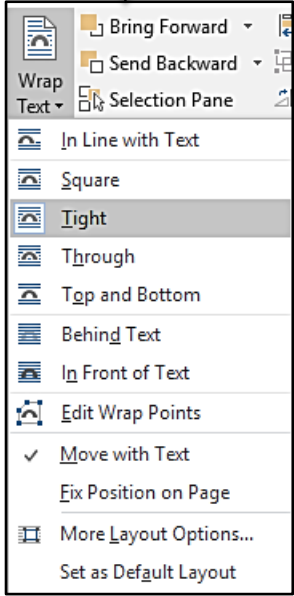 Bring Forward
Send Backward
Wrap
Text
Selection Pane
In Line with Text
Square
Tight
Through
Top and Bottom
Behind Text
In Front of Text
Edit Wrap Points
Move with Text
Fix Position on Page
More Layout Options...
Set as Default Layout